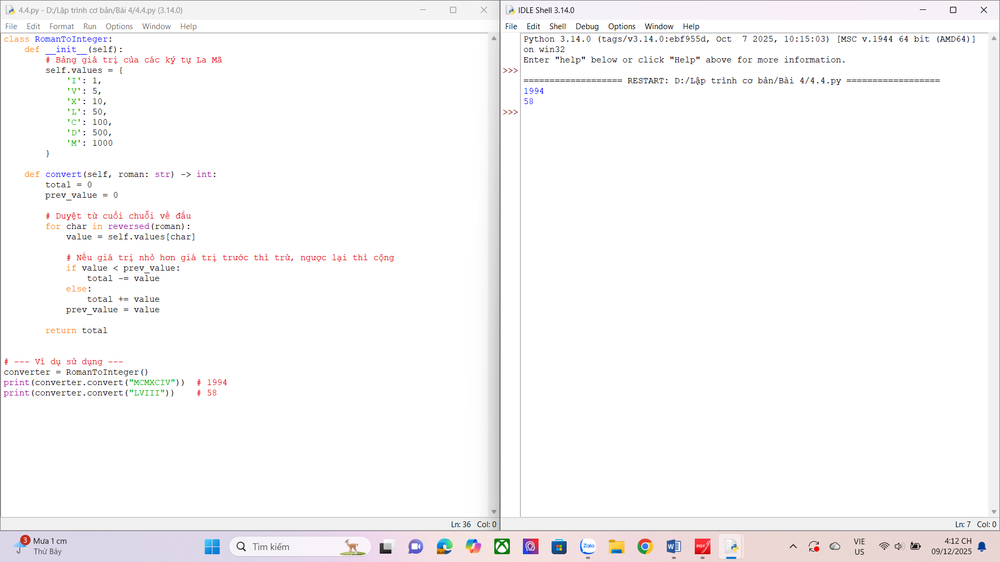 4.4.py - D:/Lập trình cơ bản/Bài 4/4.4.py (3.14.0)
File Edit Format Run Options Window Help
class RomanToInteger:
    def __init__(self):
        # Bảng giá trị của các ký tự La Mã
        self.values = {
            'I': 1,
            'V': 5,
            'X': 10,
            'L': 50,
            'C': 100,
            'D': 500,
            'M': 1000
        }
    def convert(self, roman: str) -> int:
        total = 0
        prev_value = 0
        # Duyệt từ cuối chuỗi về đầu
        for char in reversed(roman):
            value = self.values[char]
            # Nếu giá trị nhỏ hơn giá trị trước thì trừ, ngược lại thì cộng
            if value < prev_value:
                total -= value
            else:
                total += value
            prev_value = value
        return total
# --- Ví dụ sử dụng ---
converter = RomanToInteger()
print(converter.convert("MCMXCIV"))  # 1994
print(converter.convert("LVIII"))    # 58
Ln: 36 Col: 0
IDLE Shell 3.14.0
File Edit Shell Debug Options Window Help
Python 3.14.0 (tags/v3.14.0:ebf955d, Oct  7 2025, 10:15:03) [MSC v.1944 64 bit (AMD64)]
on win32
Enter "help" below or click "Help" above for more information.
>>>
=================== RESTART: D:/Lập trình cơ bản/Bài 4/4.4.py ==================
1994
58
>>>
Ln: 7 Col: 0
3
Mưa 1 cm
Thứ Bảy
Tìm kiếm
Zalo
W
PDF
VIE
US
4:12 CH
09/12/2025